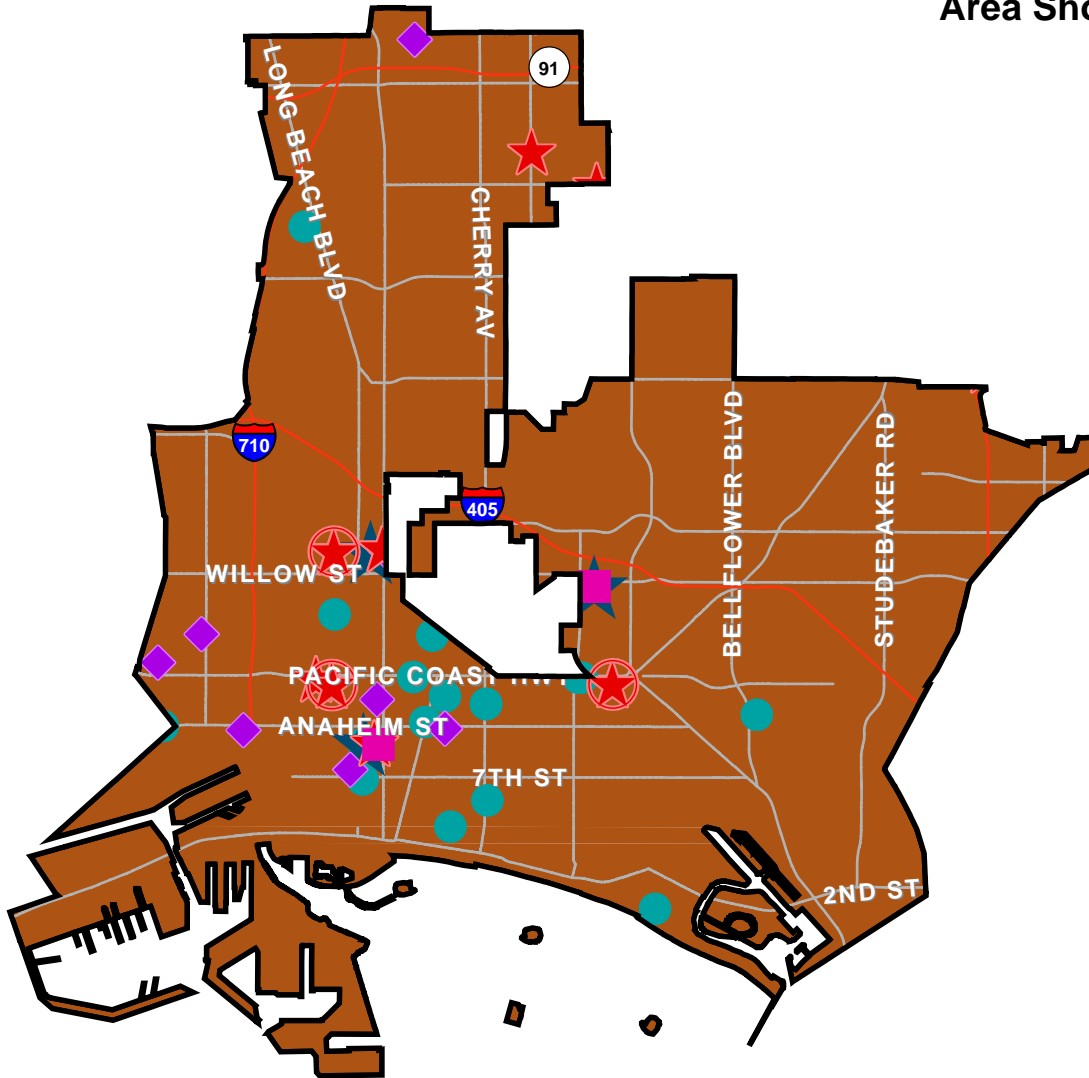 Area Sho
91
LONG BEACH BLVD
CHERRY AV
710
405
BELLFLOWER BLVD
STUDEBAKER RD
WILLOW ST
PACIFIC COAST HWY
ANAHEIM ST
7TH ST
2ND ST